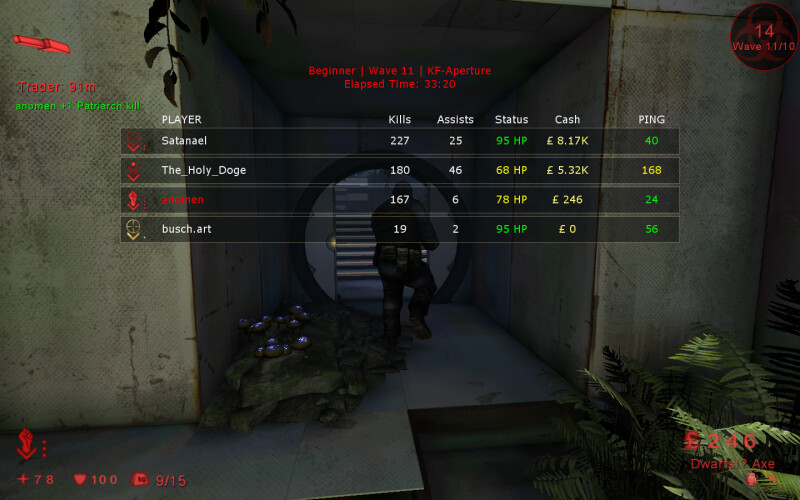 14
Wave 11/10
Beginner | Wave 11 | KF-Aperture
Elapsed Time: 33:20
Trader: 91m
anomen +1 Patriarch kill
PLAYER Kills Assists Status Cash PING
Satanael 227 25 95 HP £ 8.17K 40
The_Holy_Doge 180 46 68 HP £ 5.32K 168
anomen 167 6 78 HP £ 246 24
busch.art 19 2 95 HP £ 0 56
£ 246
Dwarfs!? Axe
+78 100 9/15